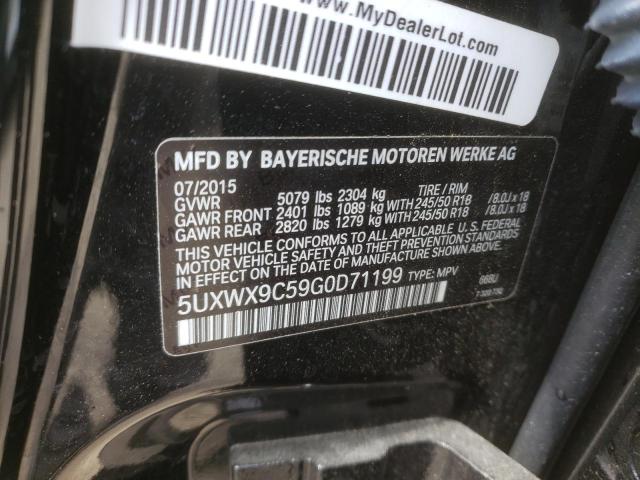 www.MyDealerLot.com
MFD BY BAYERISCHE MOTOREN WERKE AG
07/2015
GVWR 5079 lbs 2304 kg TIRE / RIM
GAWR FRONT 2401 lbs 1089 kg WITH 245/50 R18 /8.0J x 18
GAWR REAR 2820 lbs 1279 kg WITH 245/50 R18 /8.0J x 18
THIS VEHICLE CONFORMS TO ALL APPLICABLE U.S. FEDERAL
MOTOR VEHICLE SAFETY AND THEFT PREVENTION STANDARDS
IN EFFECT ON THE DATE OF MANUFACTURE SHOWN ABOVE.
5UXWX9C59G0D71199 TYPE: MPV